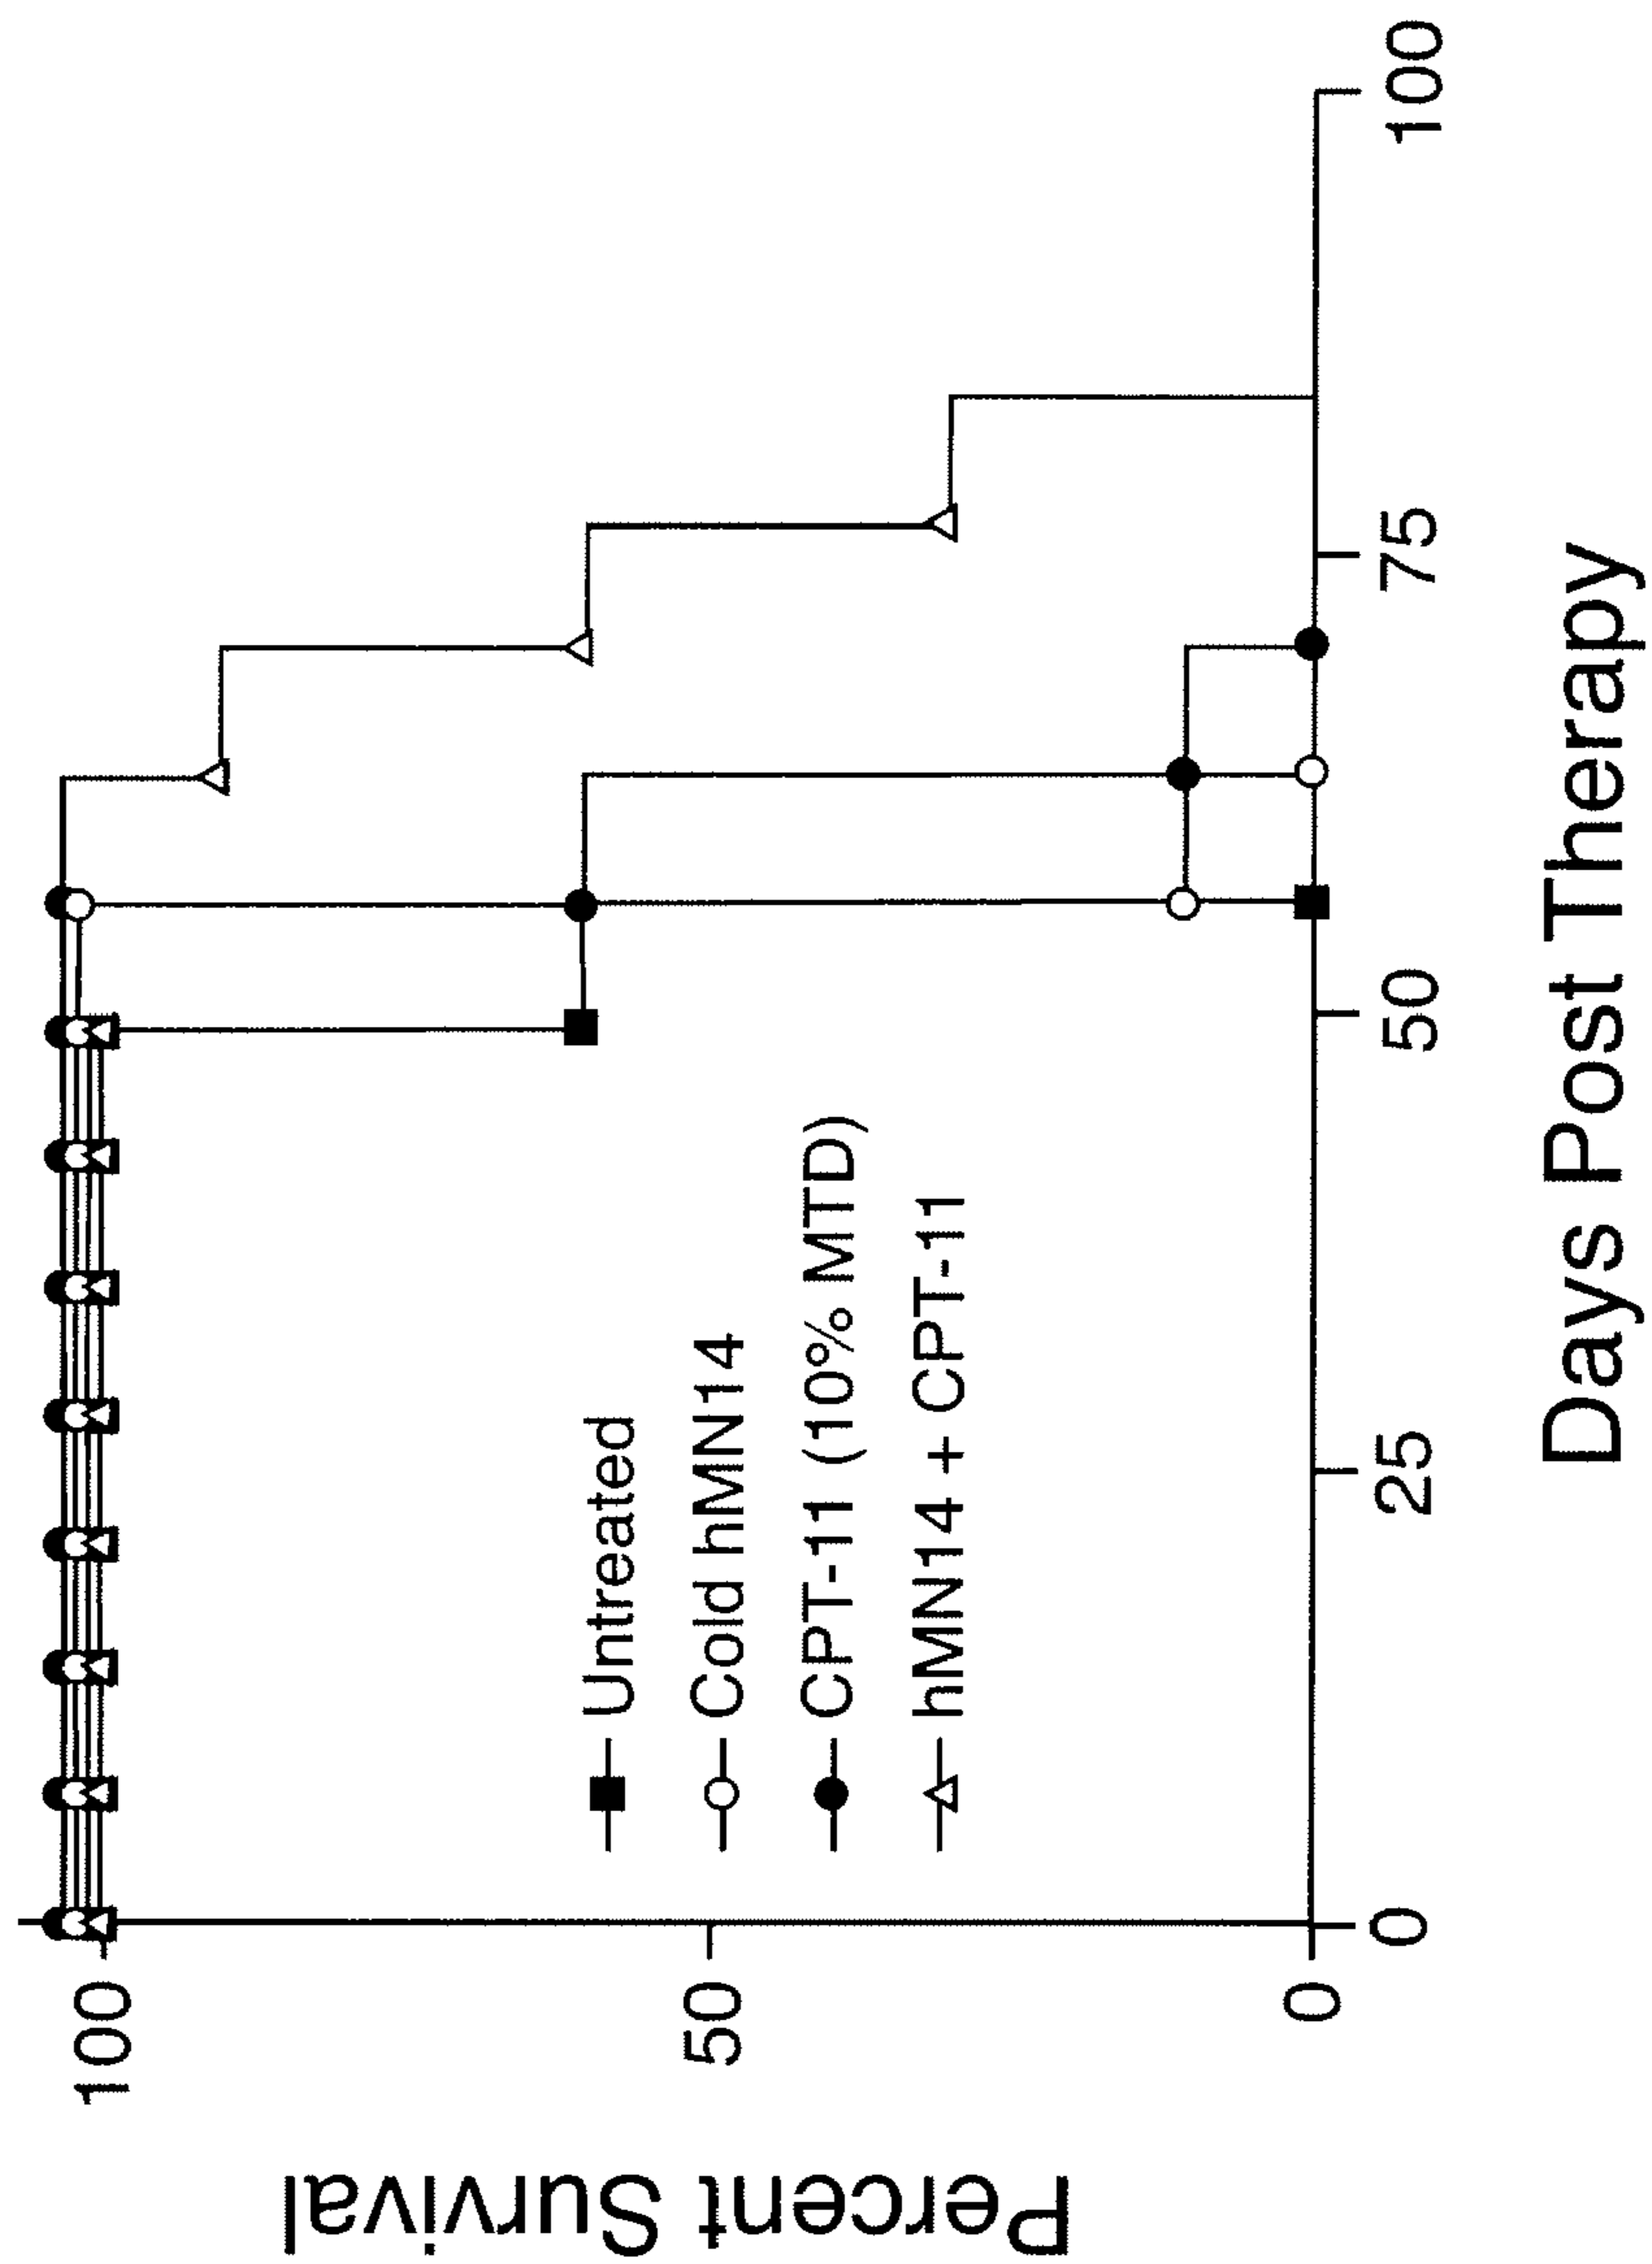 Percent Survival
100
50
0
Untreated
Cold hMN14
CPT-11 (10% MTD)
hMN14 + CPT-11
0
25
50
75
100
Days Post Therapy